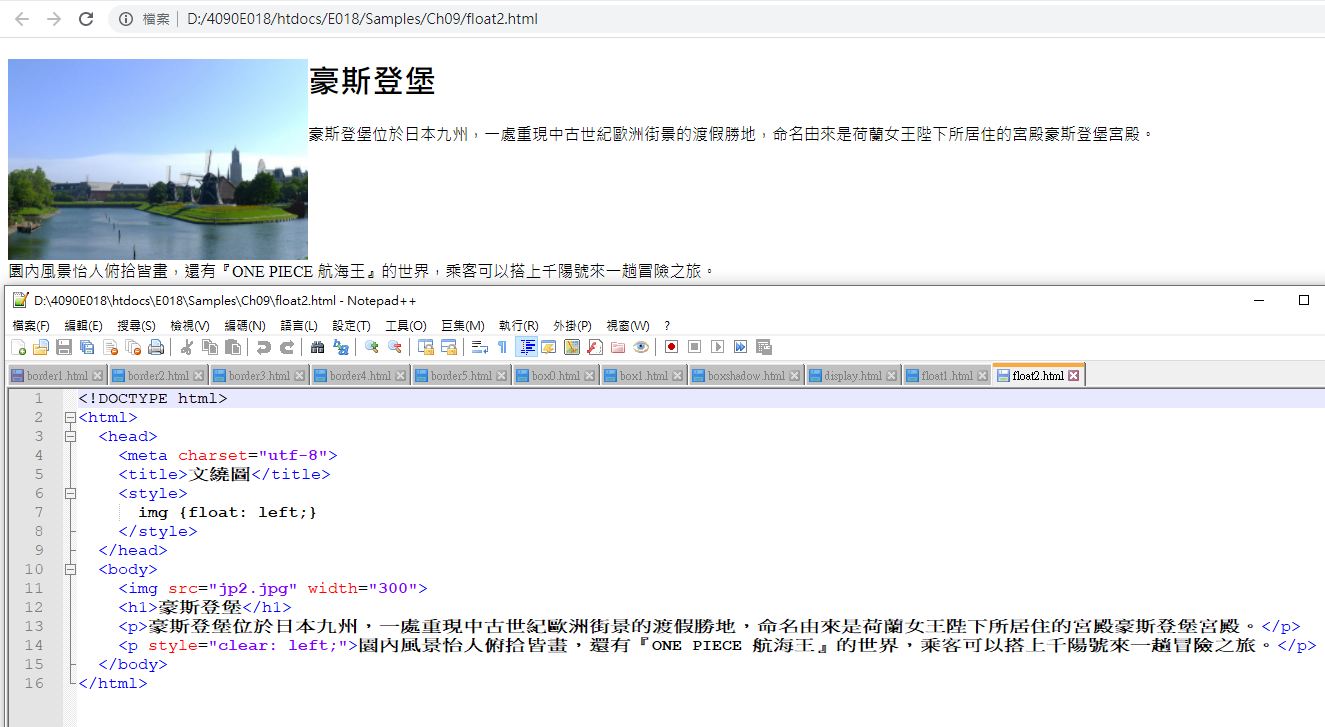 檔案 | D:/4090E018/htdocs/E018/Samples/Ch09/float2.html
豪斯登堡
豪斯登堡位於日本九州，一處重現中古世紀歐洲街景的渡假勝地，命名由來是荷蘭女王陛下所居住的宮殿豪斯登堡宮殿。
園內風景怡人俯拾皆畫，還有『ONE PIECE 航海王』的世界，乘客可以搭上千陽號來一趟冒險之旅。
D:\4090E018\htdocs\E018\Samples\Ch09\float2.html - Notepad++
檔案(F) 編輯(E) 搜尋(S) 檢視(V) 編碼(N) 語言(L) 設定(T) 工具(O) 巨集(M) 執行(R) 外掛(P) 視窗(W) ?
border1.html border2.html border3.html border4.html border5.html box0.html box1.html boxshadow.html display.html float1.html float2.html
1 <!DOCTYPE html>
2 <html>
3 <head>
4 <meta charset="utf-8">
5 <title>文繞圖</title>
6 <style>
7 img {float: left;}
8 </style>
9 </head>
10 <body>
11 <img src="jp2.jpg" width="300">
12 <h1>豪斯登堡</h1>
13 <p>豪斯登堡位於日本九州，一處重現中古世紀歐洲街景的渡假勝地，命名由來是荷蘭女王陛下所居住的宮殿豪斯登堡宮殿。</p>
14 <p style="clear: left;">園內風景怡人俯拾皆畫，還有『ONE PIECE 航海王』的世界，乘客可以搭上千陽號來一趟冒險之旅。</p>
15 </body>
16 </html>